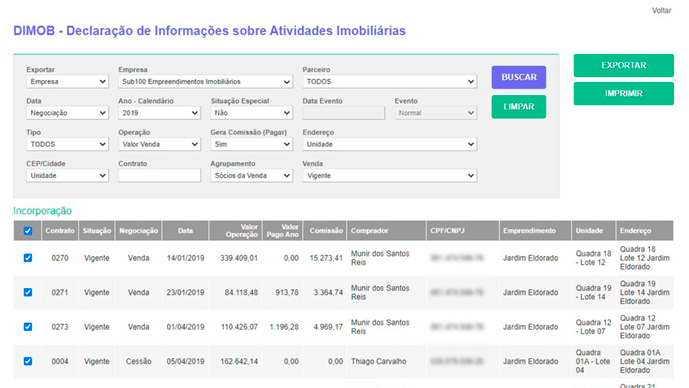 Voltar
DIMOB - Declaração de Informações sobre Atividades Imobiliárias
Exportar Empresa Parceiro
Empresa Sub100 Empreendimentos Imobiliários TODOS
BUSCAR EXPORTAR
Data Ano - Calendário Situação Especial Data Evento Evento
Negociação 2019 Não Normal
LIMPAR IMPRIMIR
Tipo Operação Gera Comissão (Pagar) Endereço
TODOS Valor Venda Sim Unidade
CEP/Cidade Contrato Agrupamento Venda
Unidade Sócios da Venda Vigente
Incorporação
Contrato Situação Negociação Data Valor Operação Valor Pago Ano Comissão Comprador CPF/CNPJ Emprendimento Unidade Endereço
0270 Vigente Venda 14/01/2019 339.409,01 0,00 15.273,41 Munir dos Santos Reis Jardim Eldorado Quadra 18 - Lote 12 Quadra 18 Lote 12 Jardim Eldorado
0271 Vigente Venda 23/01/2019 84.118,48 913,78 3.364,74 Munir dos Santos Reis Jardim Eldorado Quadra 19 - Lote 14 Quadra 19 Lote 14 Jardim Eldorado
0273 Vigente Venda 01/04/2019 110.426,07 1.196,28 4.969,17 Munir dos Santos Reis Jardim Eldorado Quadra 12 - Lote 07 Quadra 12 Lote 07 Jardim Eldorado
0004 Vigente Cessão 05/04/2019 162.642,14 0,00 0,00 Thiago Carvalho Jardim Eldorado Quadra 01A - Lote 04 Quadra 01A Lote 04 Jardim Eldorado